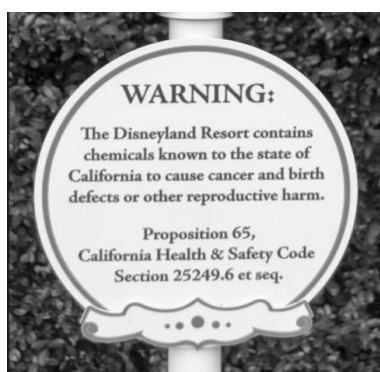 WARNING:
The Disneyland Resort contains
chemicals known to the state of
California to cause cancer and birth
defects or other reproductive harm.
Proposition 65,
California Health & Safety Code
Section 25249.6 et seq.